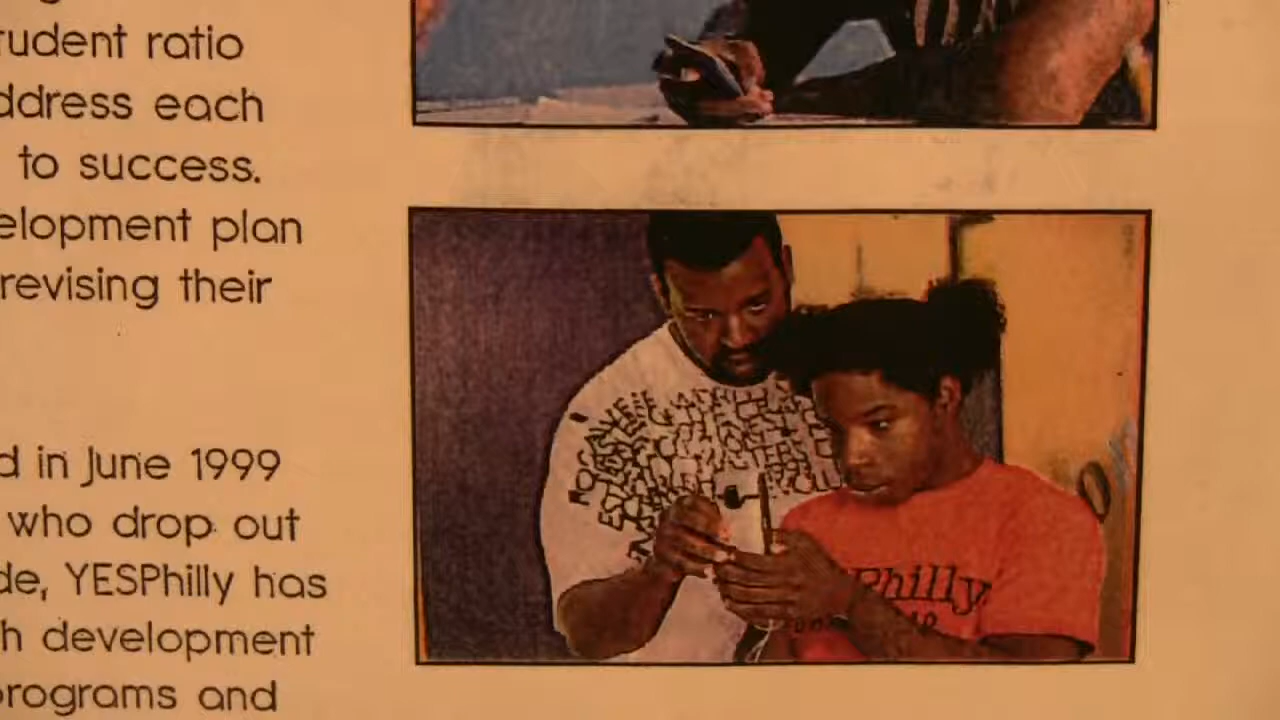 tudent ratio
ddress each
to success.
elopment plan
revising their
d in June 1999
who drop out
de, YESPhilly has
h development
programs and
Philly